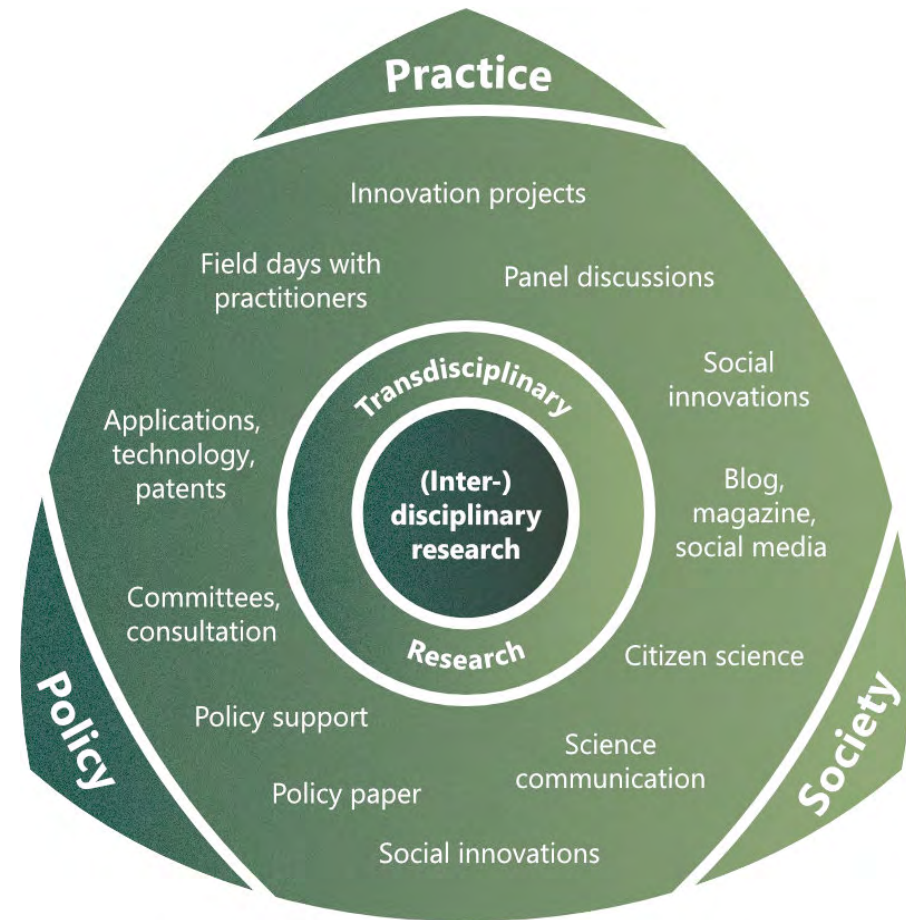 Practice
Innovation projects
Field days with
practitioners
Panel discussions
Social
innovations
Transdisciplinary
Applications,
technology,
patents
(Inter-)
disciplinary
research
Blog,
magazine,
social media
Committees,
consultation
Research
Citizen science
Policy
Policy support
Society
Science
communication
Policy paper
Social innovations